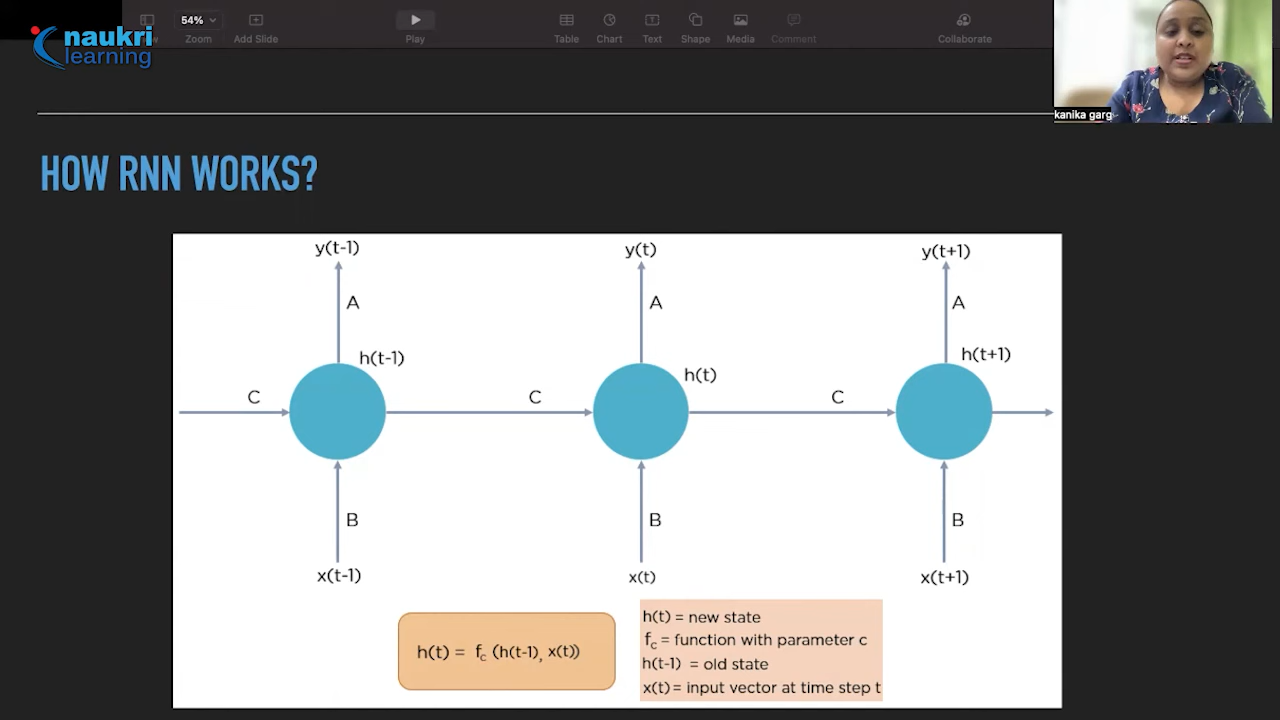 54%
Zoom
Add Slide
Play
Table
Chart
Text
Shape
Media
Comment
Collaborate
naukri
learning
kanika garg
HOW RNN WORKS?
y(t-1)
y(t)
y(t+1)
A
A
A
h(t-1)
h(t)
h(t+1)
C
C
C
B
B
B
x(t-1)
x(t)
x(t+1)
h(t) = fc (h(t-1), x(t))
h(t) = new state
fc = function with parameter c
h(t-1) = old state
x(t) = input vector at time step t